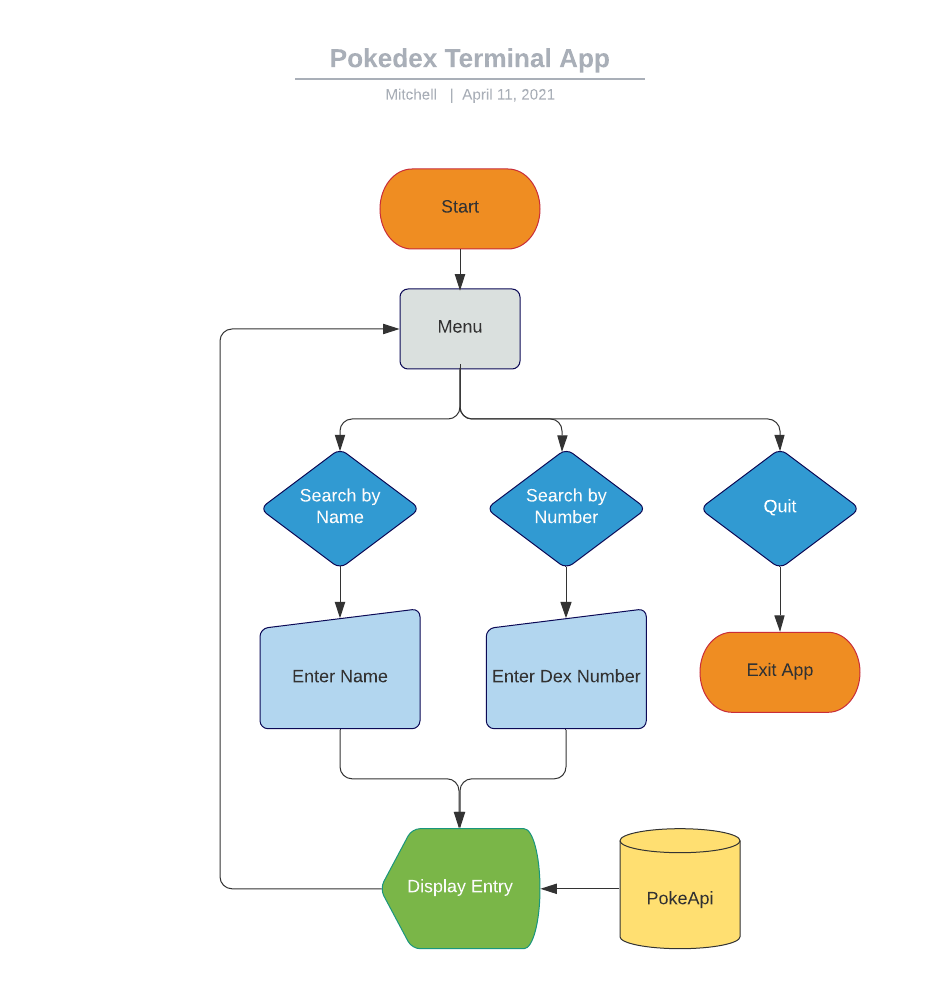 Pokedex Terminal App
Mitchell | April 11, 2021
Start
Menu
Search by
Name
Search by
Number
Quit
Enter Name
Enter Dex Number
Exit App
Display Entry
PokeApi